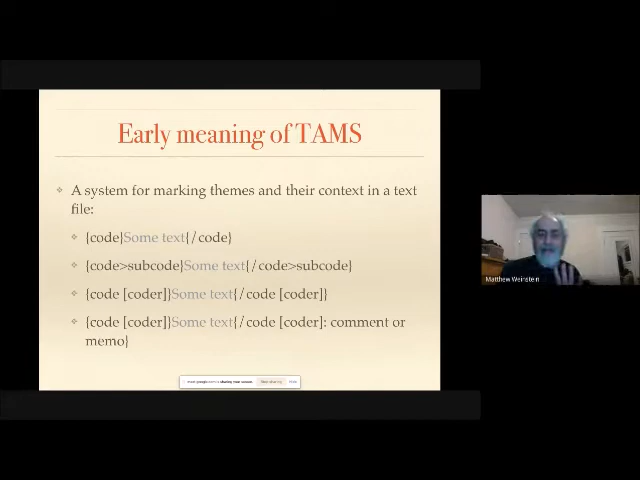 Early meaning of TAMS
A system for marking themes and their context in a text
file:
{code}Some text{/code}
{code>subcode}Some text{/code>subcode}
{code [coder]}Some text{/code [coder]}
{code [coder]}Some text{/code [coder]: comment or
memo}
Matthew Weinstein